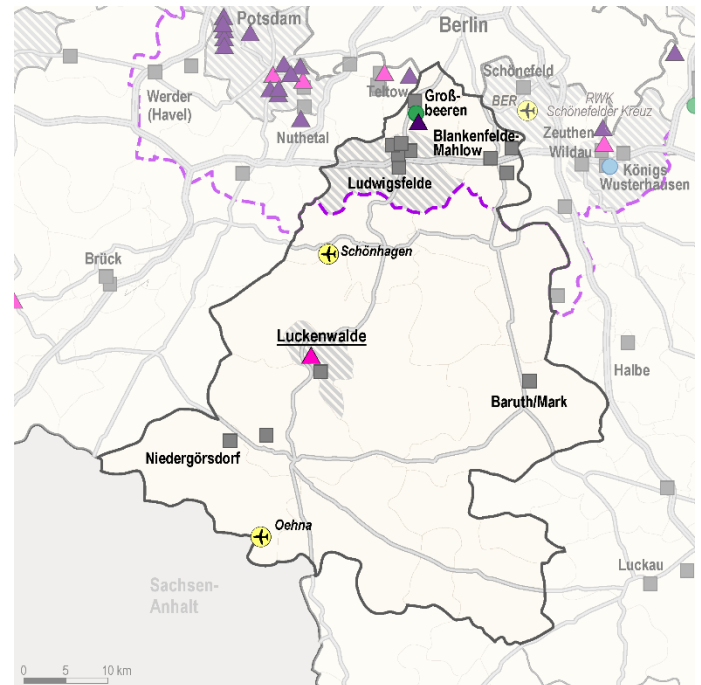 Potsdam
Berlin
Werder
(Havel)
Teltow
Schönefeld
BER
RWK
Schönefelder Kreuz
Groß-
beeren
Nuthetal
Blankenfelde-
Mahlow
Zeuthen
Wildau
Königs
Wusterhausen
Ludwigsfelde
Schönhagen
Brück
Luckenwalde
Halbe
Baruth/Mark
Niedergörsdorf
Oehna
Sachsen-
Anhalt
Luckau
0 5 10 km